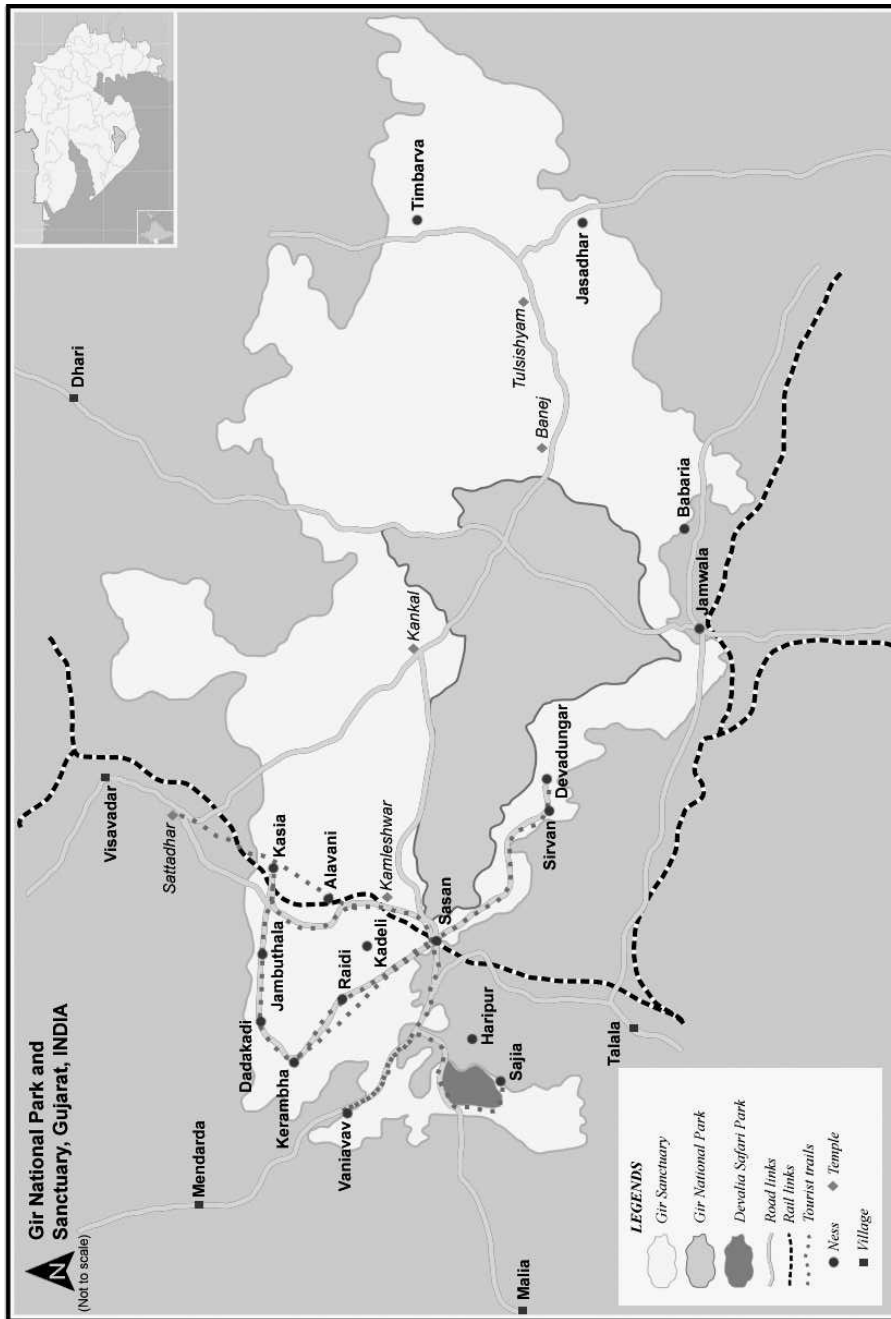 Gir National Park and
Sanctuary, Gujarat, INDIA
N
(Not to scale)
Mendarda
Visavadar
Dhari
Sattadhar
Kasia
Jambuthala
Dadakadi
Kerambha
Vaniavav
Alavani
Raidi
Kadeli
Kamleshwar
Kankal
Timbarva
Tulsishyam
Banej
Jasadhar
Sasan
Haripur
Sajia
Malia
Talala
Sirvan
Devadungar
Babaria
Jamwala
LEGENDS
Gir Sanctuary
Gir National Park
Devalia Safari Park
Road links
Rail links
Tourist trails
Ness
Temple
Village